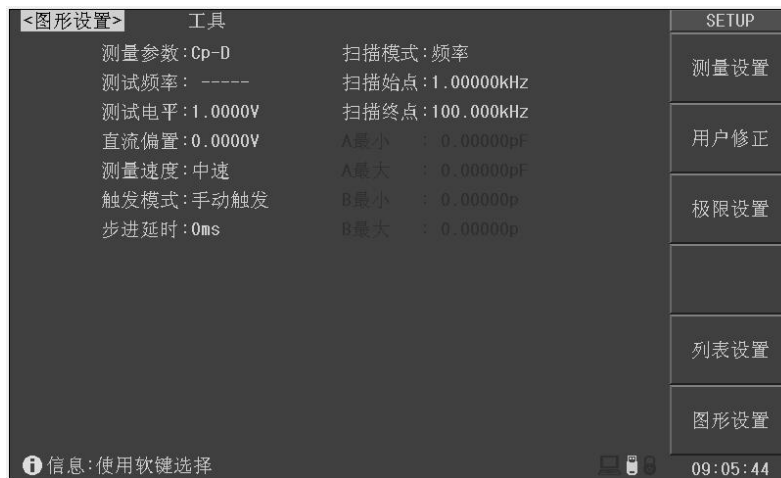 <图形设置> 工具
SETUP
测量参数:Cp-D 扫描模式:频率
测试频率: ----- 扫描始点:1.00000kHz
测试电平:1.0000V 扫描终点:100.000kHz
直流偏置:0.0000V A最小 : 0.00000pF
测量速度:中速 A最大 : 0.00000pF
触发模式:手动触发 B最小 : 0.00000p
步进延时:0ms B最大 : 0.00000p
测量设置
用户修正
极限设置
列表设置
图形设置
信息:使用软键选择
09:05:44